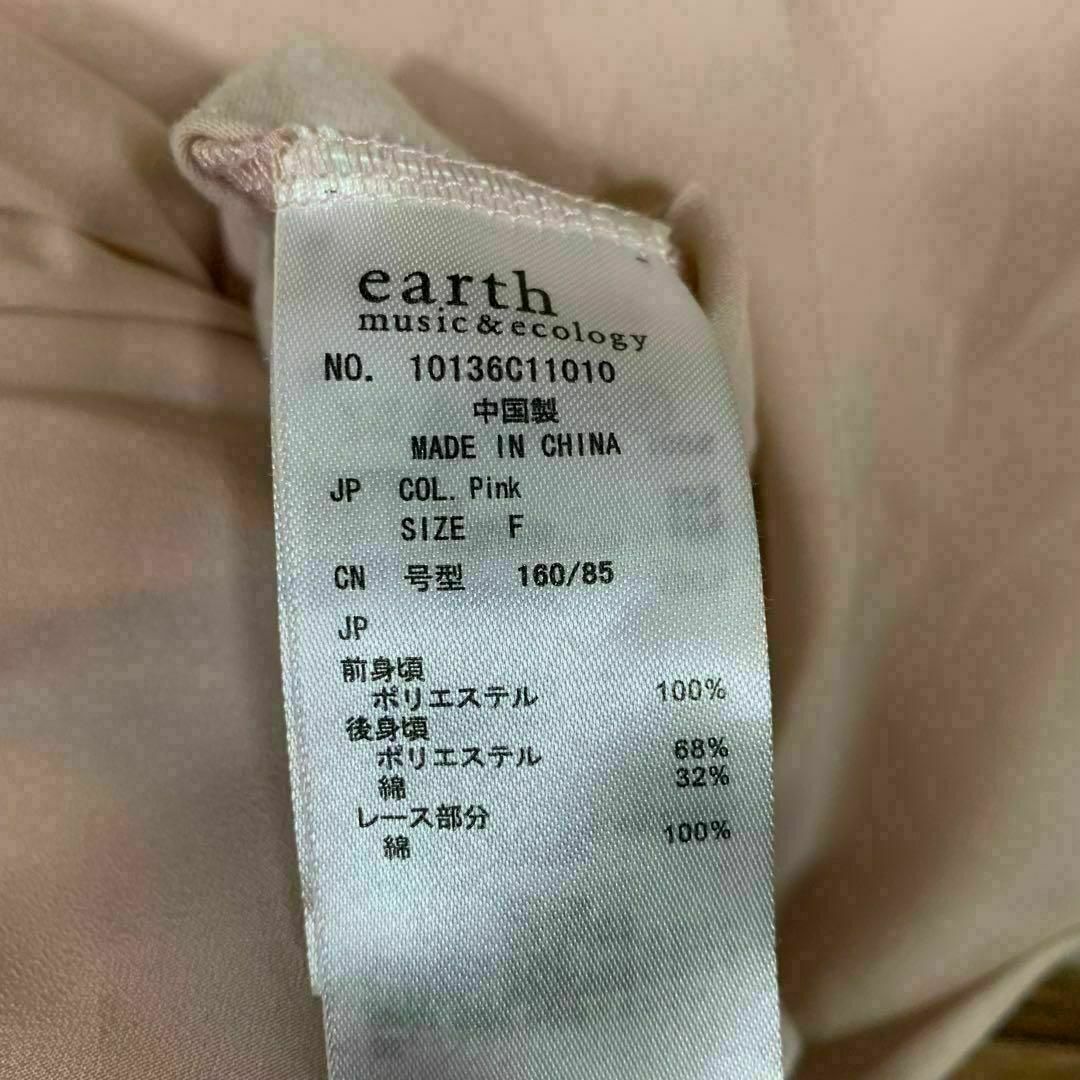 earth
music & ecology
NO. 10136C11010
中国製
MADE IN CHINA
JP COL. Pink
SIZE F
CN 号型 160/85
JP
前身頃
ポリエステル 100%
後身頃
ポリエステル 68%
綿 32%
レース部分
綿 100%